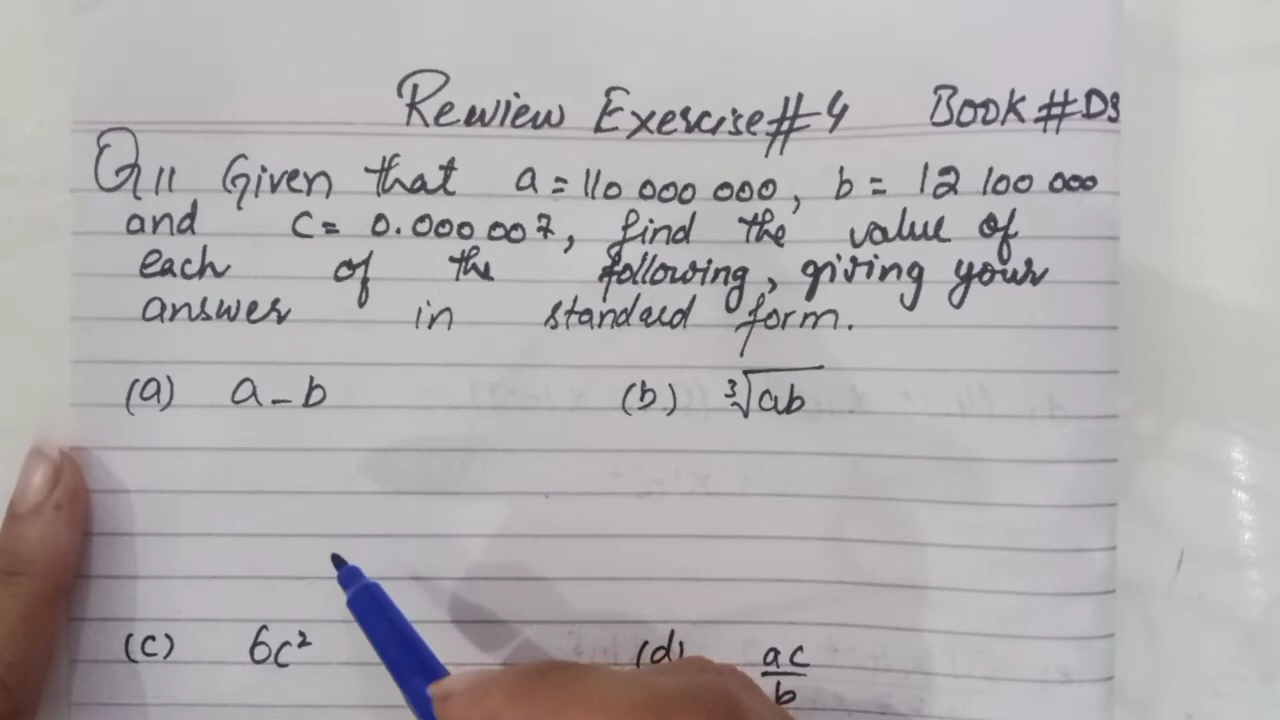 Rewiew Exercise#4 Book #D3
Q11 Given that a = 110 000 000, b = 12 100 000
and c = 0.000 007, find the value of
each of the following, giving your
answer in standard form.
(a) a - b (b) ∛ab
(c) 6c² (d) ac/b